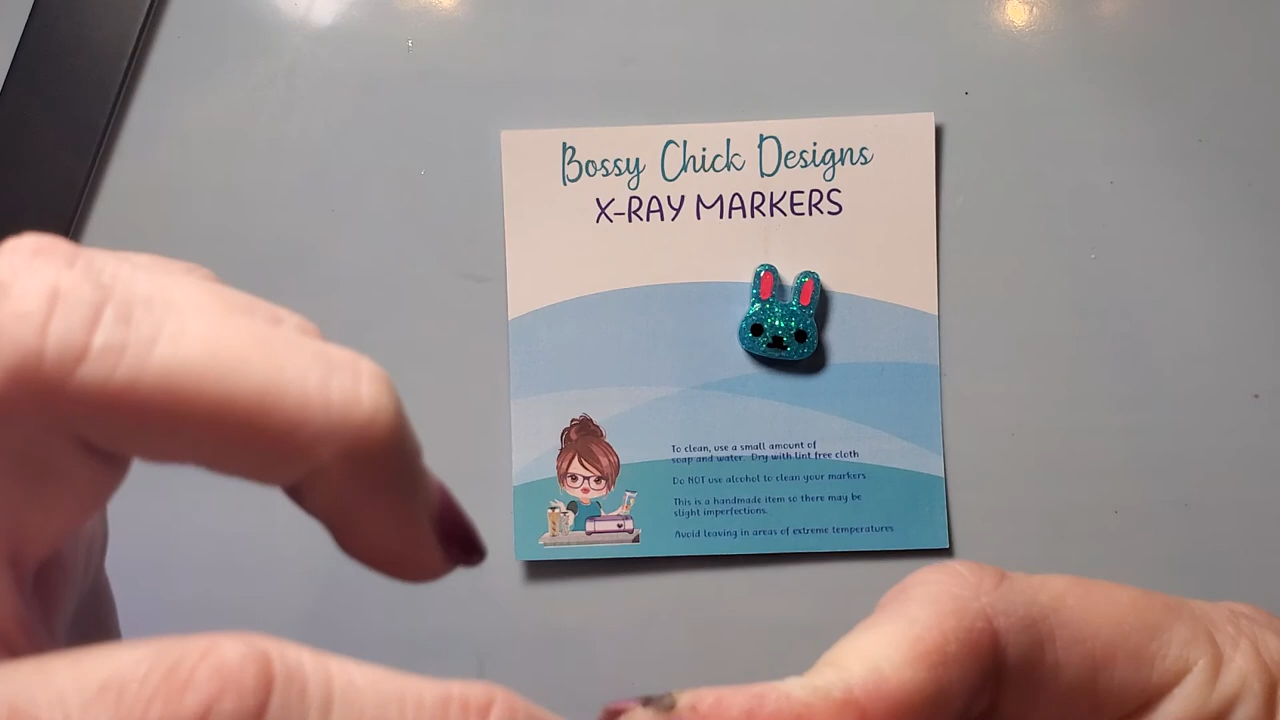 Bossy Chick Designs
X-RAY MARKERS
To clean, use a small amount of
soap and water. Dry with lint free cloth
Do NOT use alcohol to clean your markers
This is a handmade item so there may be
slight imperfections.
Avoid leaving in areas of extreme temperatures